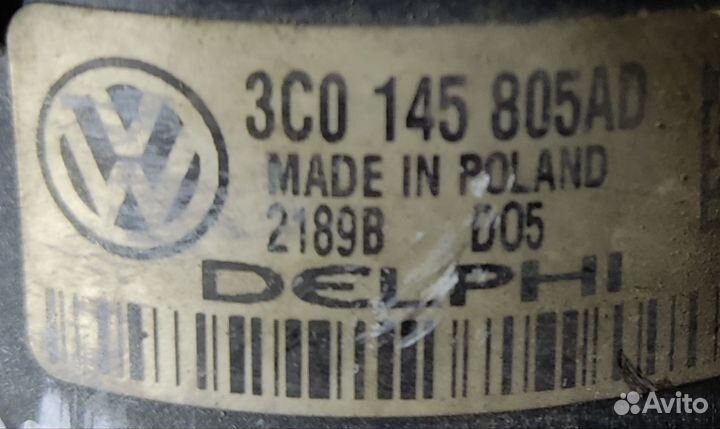 3C0 145 805AD
MADE IN POLAND
2189B D05
DELPHI
Avito